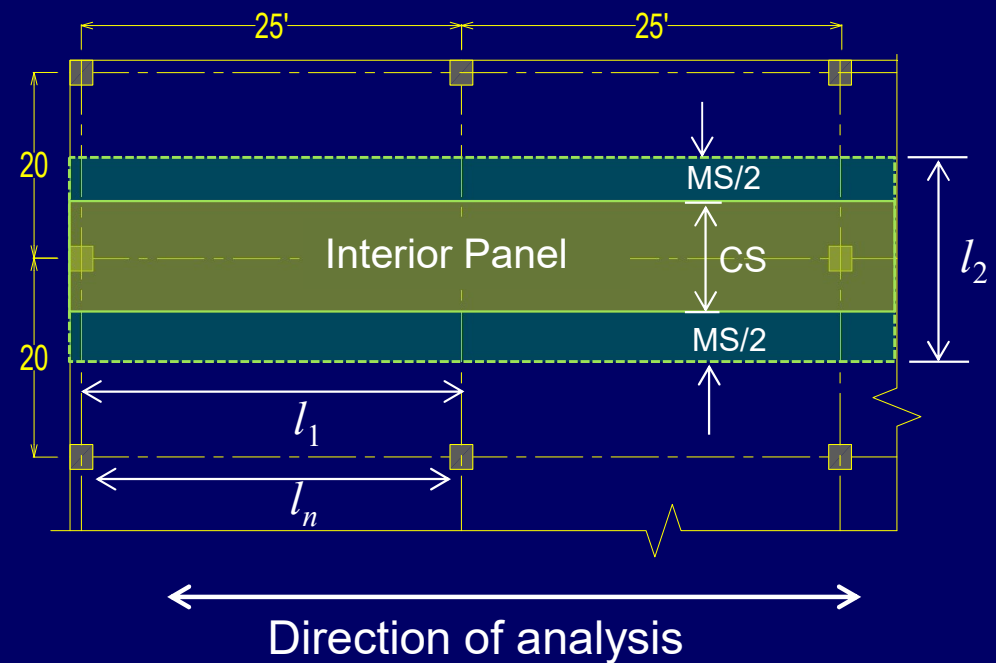 25' 25'
20
MS/2
Interior Panel CS
l2
MS/2
20
l1
ln
Direction of analysis